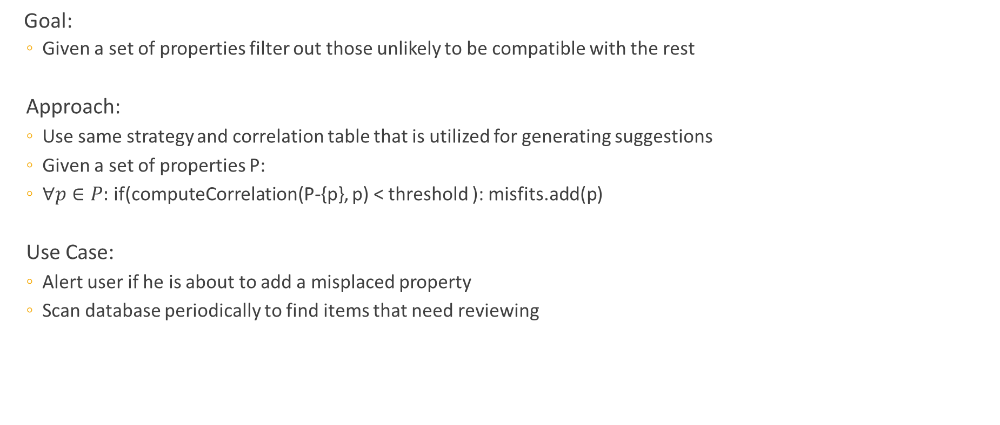 Goal:
◦ Given a set of properties filter out those unlikely to be compatible with the rest
Approach:
◦ Use same strategy and correlation table that is utilized for generating suggestions
◦ Given a set of properties P:
◦ ∀p ∈ P: if(computeCorrelation(P-{p}, p) < threshold ): misfits.add(p)
Use Case:
◦ Alert user if he is about to add a misplaced property
◦ Scan database periodically to find items that need reviewing